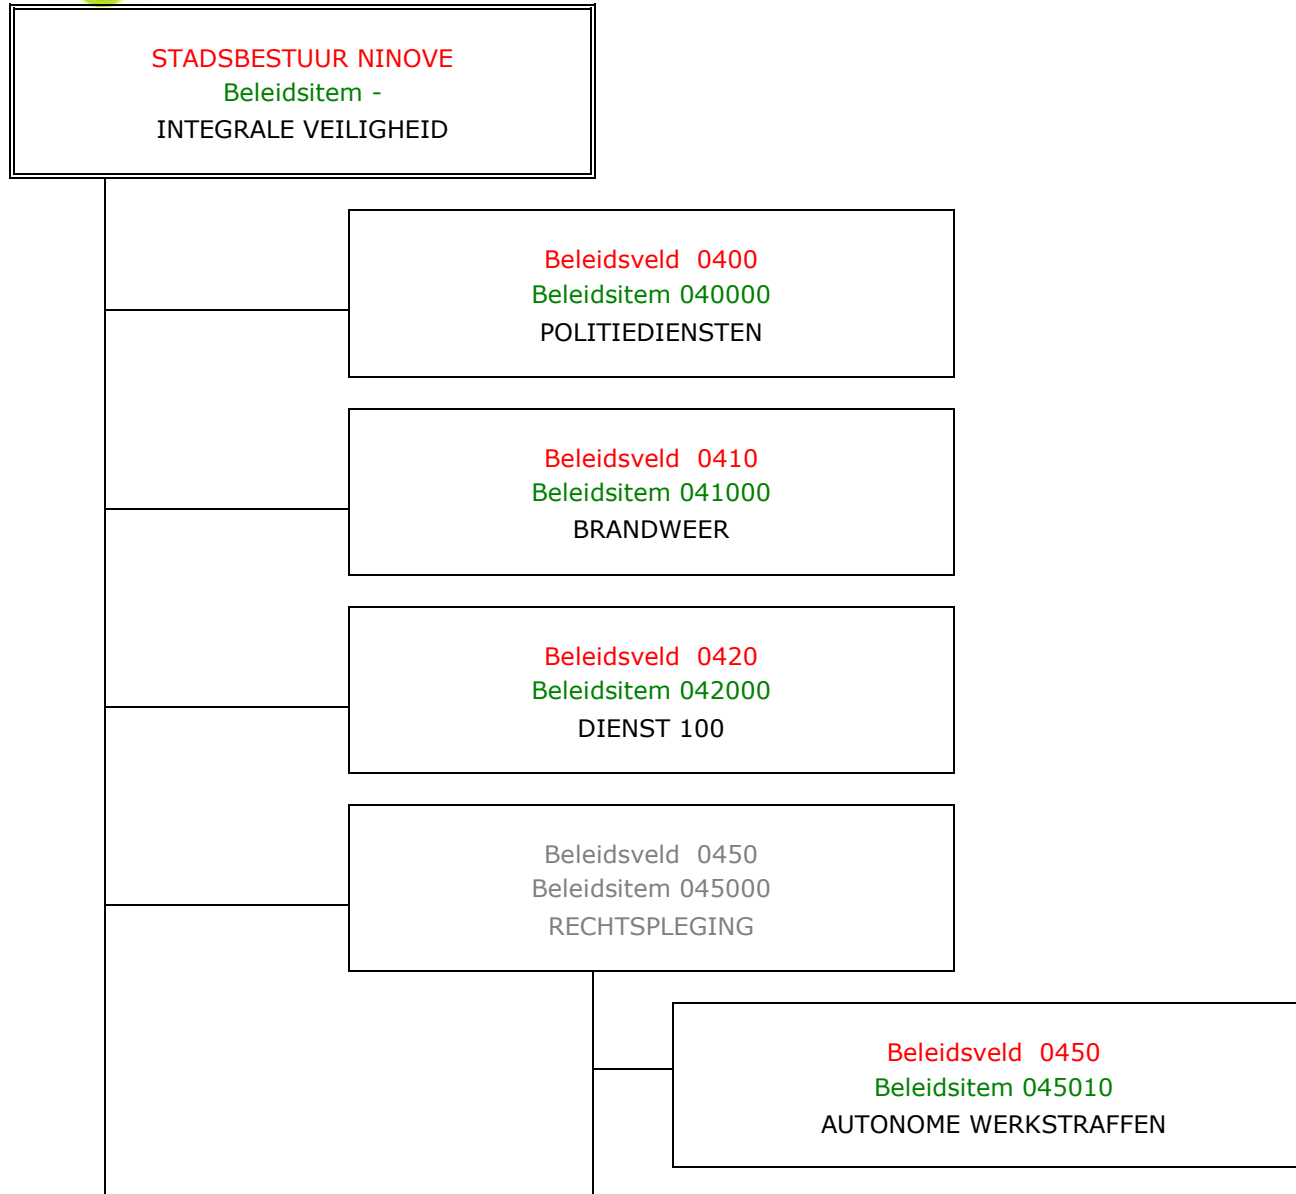 STADSBESTUUR NINOVE
Beleidsitem -
INTEGRALE VEILIGHEID
Beleidsveld 0400
Beleidsitem 040000
POLITIEDIENSTEN
Beleidsveld 0410
Beleidsitem 041000
BRANDWEER
Beleidsveld 0420
Beleidsitem 042000
DIENST 100
Beleidsveld 0450
Beleidsitem 045000
RECHTSPLEGING
Beleidsveld 0450
Beleidsitem 045010
AUTONOME WERKSTRAFFEN